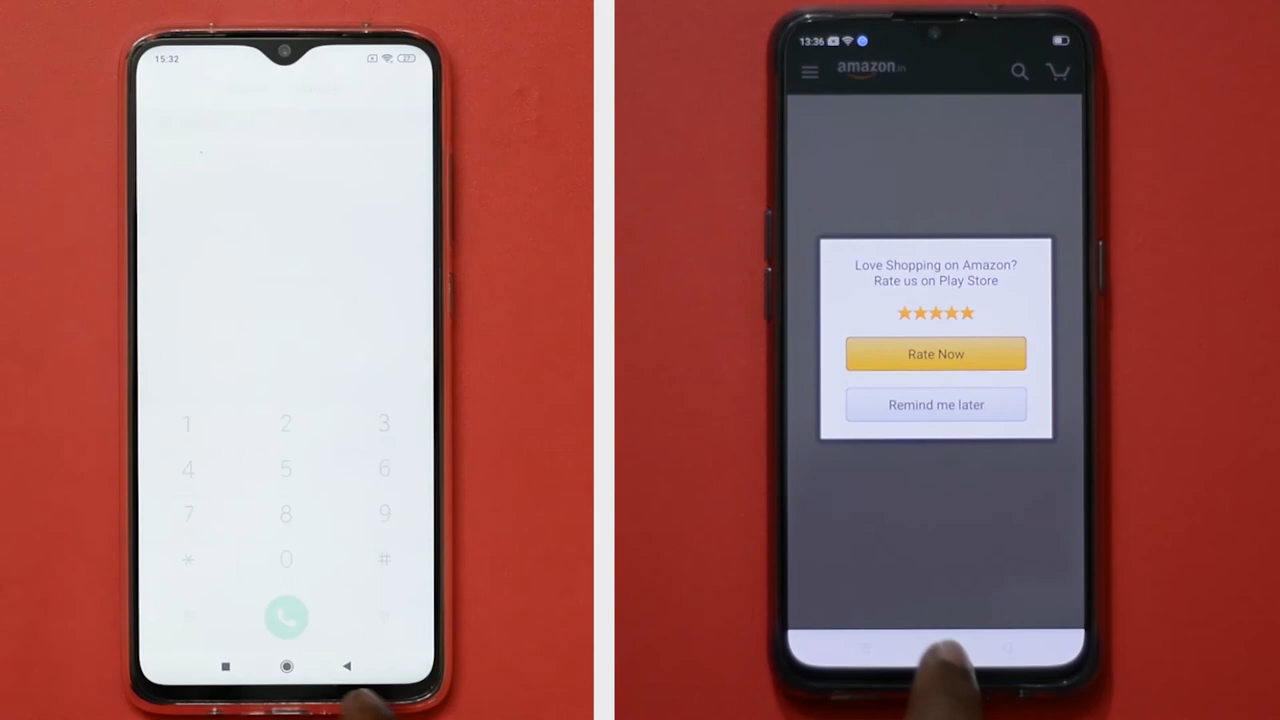 15:32
27
1 2 3
4 5 6
7 8 9
* 0 #
13:36
amazon.in
Love Shopping on Amazon?
Rate us on Play Store
Rate Now
Remind me later